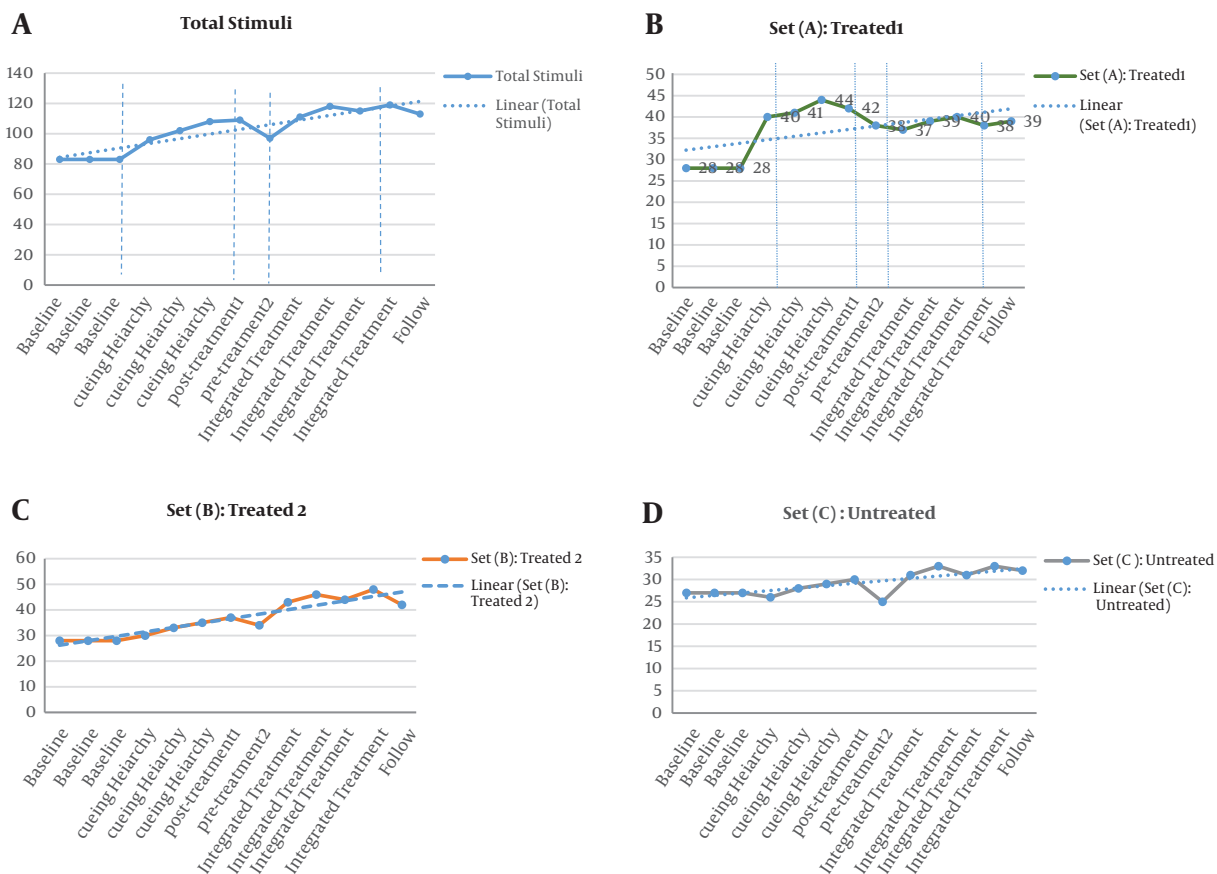 A
Total Stimuli
140
120
100
80
60
40
20
0
Total Stimuli
Linear (Total
Stimuli)
Baseline
Baseline
Baseline
cueing Heiarchy
cueing Heiarchy
cueing Heiarchy
post-treatment1
pre-treatment2
Integrated Treatment
Integrated Treatment
Integrated Treatment
Integrated Treatment
Follow
B
Set (A): Treated1
50
45
40
35
30
25
20
15
10
5
0
28
28
28
40
41
44
42
38
37
39
40
38
39
Set (A): Treated1
Linear
(Set (A): Treated1)
Baseline
Baseline
Baseline
cueing Heiarchy
cueing Heiarchy
cueing Heiarchy
post-treatment1
pre-treatment2
Integrated Treatment
Integrated Treatment
Integrated Treatment
Integrated Treatment
Follow
C
Set (B): Treated 2
60
50
40
30
20
10
0
Set (B): Treated 2
Linear (Set (B):
Treated 2)
Baseline
Baseline
Baseline
cueing Heiarchy
cueing Heiarchy
cueing Heiarchy
post-treatment1
pre-treatment2
Integrated Treatment
Integrated Treatment
Integrated Treatment
Integrated Treatment
Follow
D
Set (C) : Untreated
35
30
25
20
15
10
5
0
Set (C ): Untreated
Linear (Set (C):
Untreated)
Baseline
Baseline
Baseline
cueing Heiarchy
cueing Heiarchy
cueing Heiarchy
post-treatment1
pre-treatment2
Integrated Treatment
Integrated Treatment
Integrated Treatment
Integrated Treatment
Follow